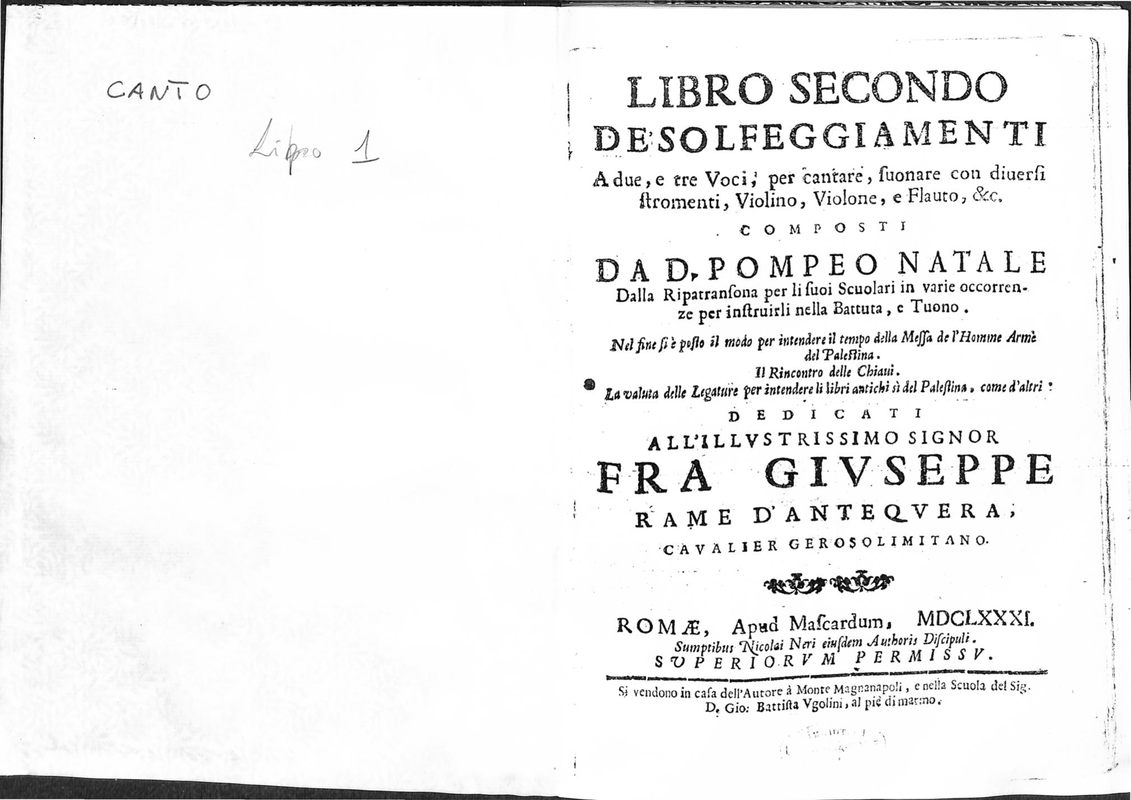 CANTO
Libro 1
LIBRO SECONDO
DE' SOLFEGGIAMENTI
A due, e tre Voci, per cantare, ſuonare con diuerſi
ſtromenti, Violino, Violone, e Flauto, &c.
COMPOSTI
DA D. POMPEO NATALE
Dalla Ripatranſona per li ſuoi Scuolari in varie occorren-
ze per inſtruirli nella Battuta, e Tuono.
Nel fine ſi è poſto il modo per intendere il tempo della Meſſa de l'Homme Armè
del Paleſtina.
Il Rincontro delle Chiaui.
La valuta delle Legature per intendere li libri antichi sì del Paleſtina, come d'altri:
DEDICATI
ALL'ILLVSTRISSIMO SIGNOR
FRA GIVSEPPE
RAME D'ANTEQVERA,
CAVALIER GEROSOLIMITANO.
ROMÆ, Apud Maſcardum, MDCLXXXI.
Sumptibus Nicolai Neri eiuſdem Authoris Diſcipuli.
SVPERIORVM PERMISSV.
Si vendono in caſa dell'Autore à Monte Magnanapoli, e nella Scuola del Sig.
D. Gio: Battiſta Vgolini, al piè di marmo.